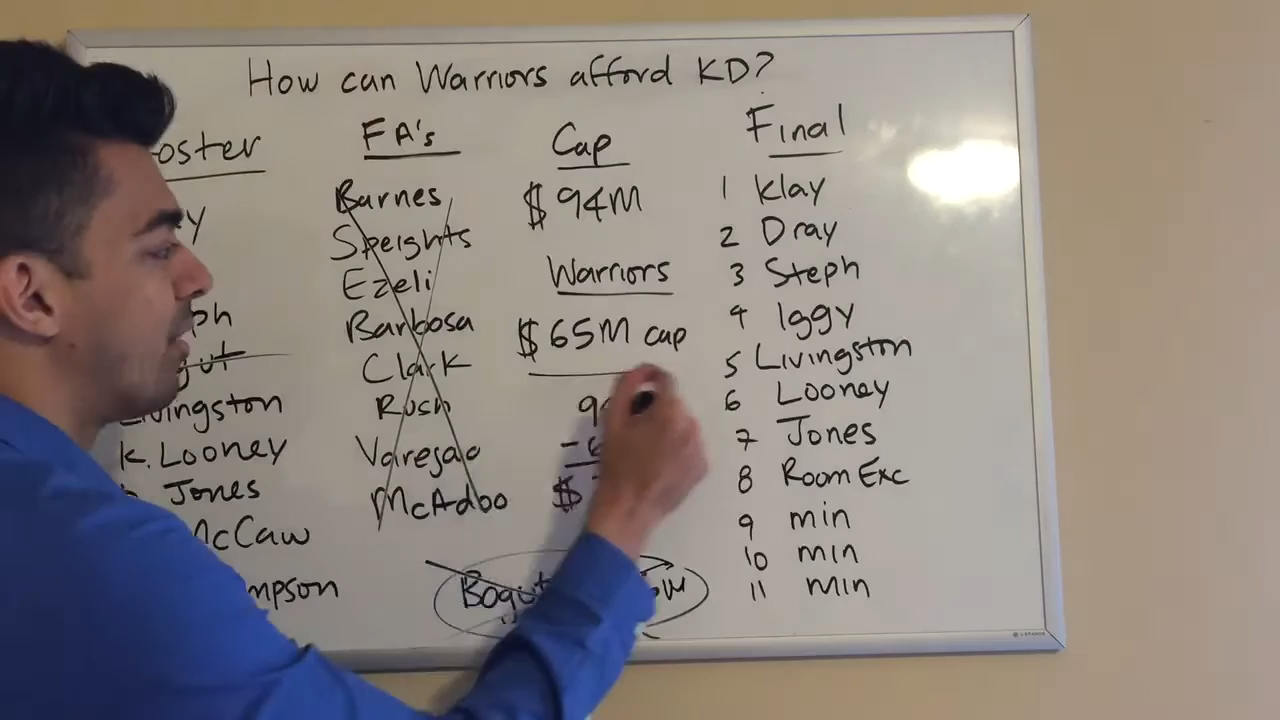 How can Warriors afford KD?
oster
y
ph
gut
Livingston
K. Looney
Jones
McCaw
mpson
FA's
Barnes
Speights
Ezeli
Barbosa
Clark
Rush
Varejao
McAdoo
Cap
$94M
Warriors
$65M cap
9
-6
$
Bogut
Final
1 Klay
2 Dray
3 Steph
4 Iggy
5 Livingston
6 Looney
7 Jones
8 Room Exc
9 min
10 min
11 min